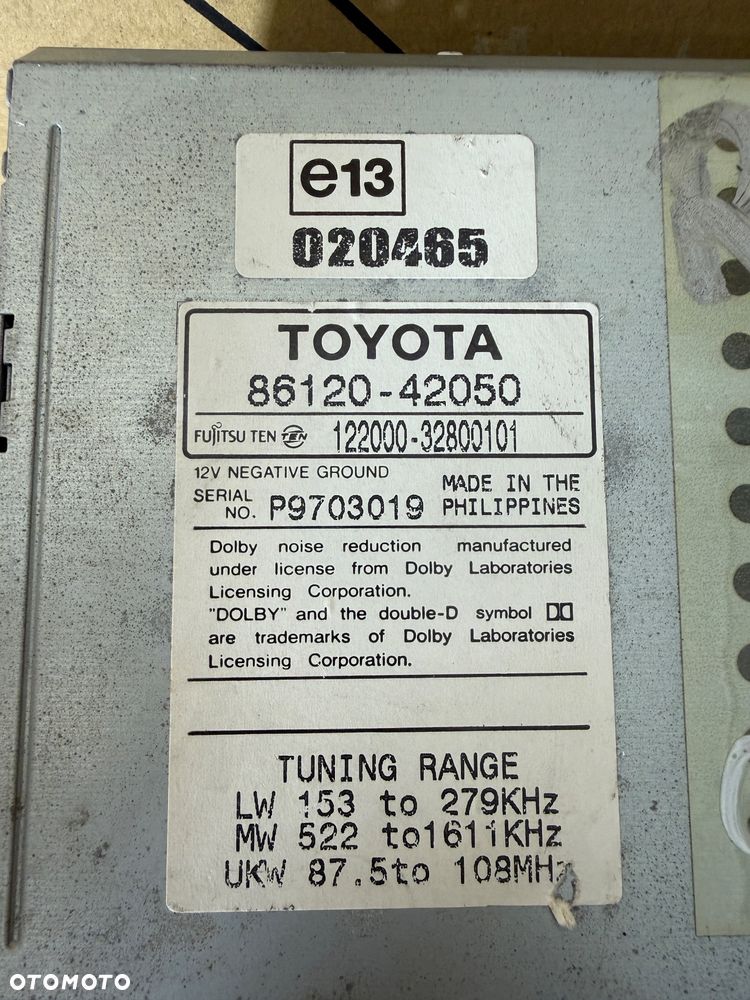 e13
020465
TOYOTA
86120-42050
FUJITSU TEN TEN 122000-32800101
12V NEGATIVE GROUND
SERIAL NO. P9703019
MADE IN THE PHILIPPINES
Dolby noise reduction manufactured
under license from Dolby Laboratories
Licensing Corporation.
"DOLBY" and the double-D symbol
are trademarks of Dolby Laboratories
Licensing Corporation.
TUNING RANGE
LW 153 to 279KHz
MW 522 to1611KHz
UKW 87.5to 108MHz
OTOMOTO